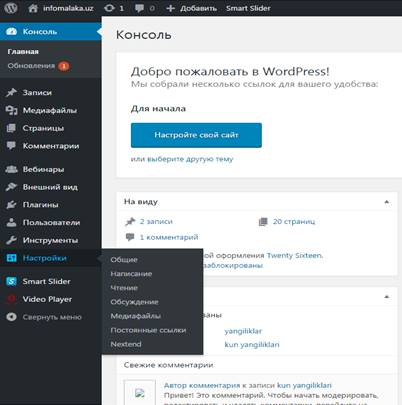 infomalaka.uz 1 0 + Добавить Smart Slider
Консоль
Главная
Обновления 1
Записи
Медиафайлы
Страницы
Комментарии
Вебинары
Внешний вид
Плагины
Пользователи
Инструменты
Настройки
Smart Slider
Video Player
Свернуть меню
Общие
Написание
Чтение
Обсуждение
Медиафайлы
Постоянные ссылки
Nextend
Консоль
Добро пожаловать в WordPress!
Мы собрали несколько ссылок для вашего удобства:
Для начала
Настройте свой сайт
или выберите другую тему
На виду
2 записи 20 страниц
1 комментарий
ой оформления Twenty Sixteen.
заблокированы
ваны
yangiliklar
kun yangiliklari
Свежие комментарии
Автор комментария к записи kun yangiliklari
Привет! Это комментарий. Чтобы начать модерировать,